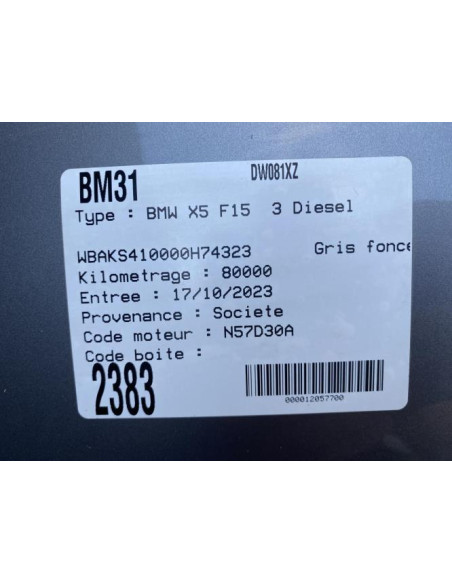 BM31 DW081XZ
Type : BMW X5 F15 3 Diesel
WBAKS410000H74323 Gris fonce
Kilometrage : 80000
Entree : 17/10/2023
Provenance : Societe
Code moteur : N57D30A
Code boite :
2383
000012057700